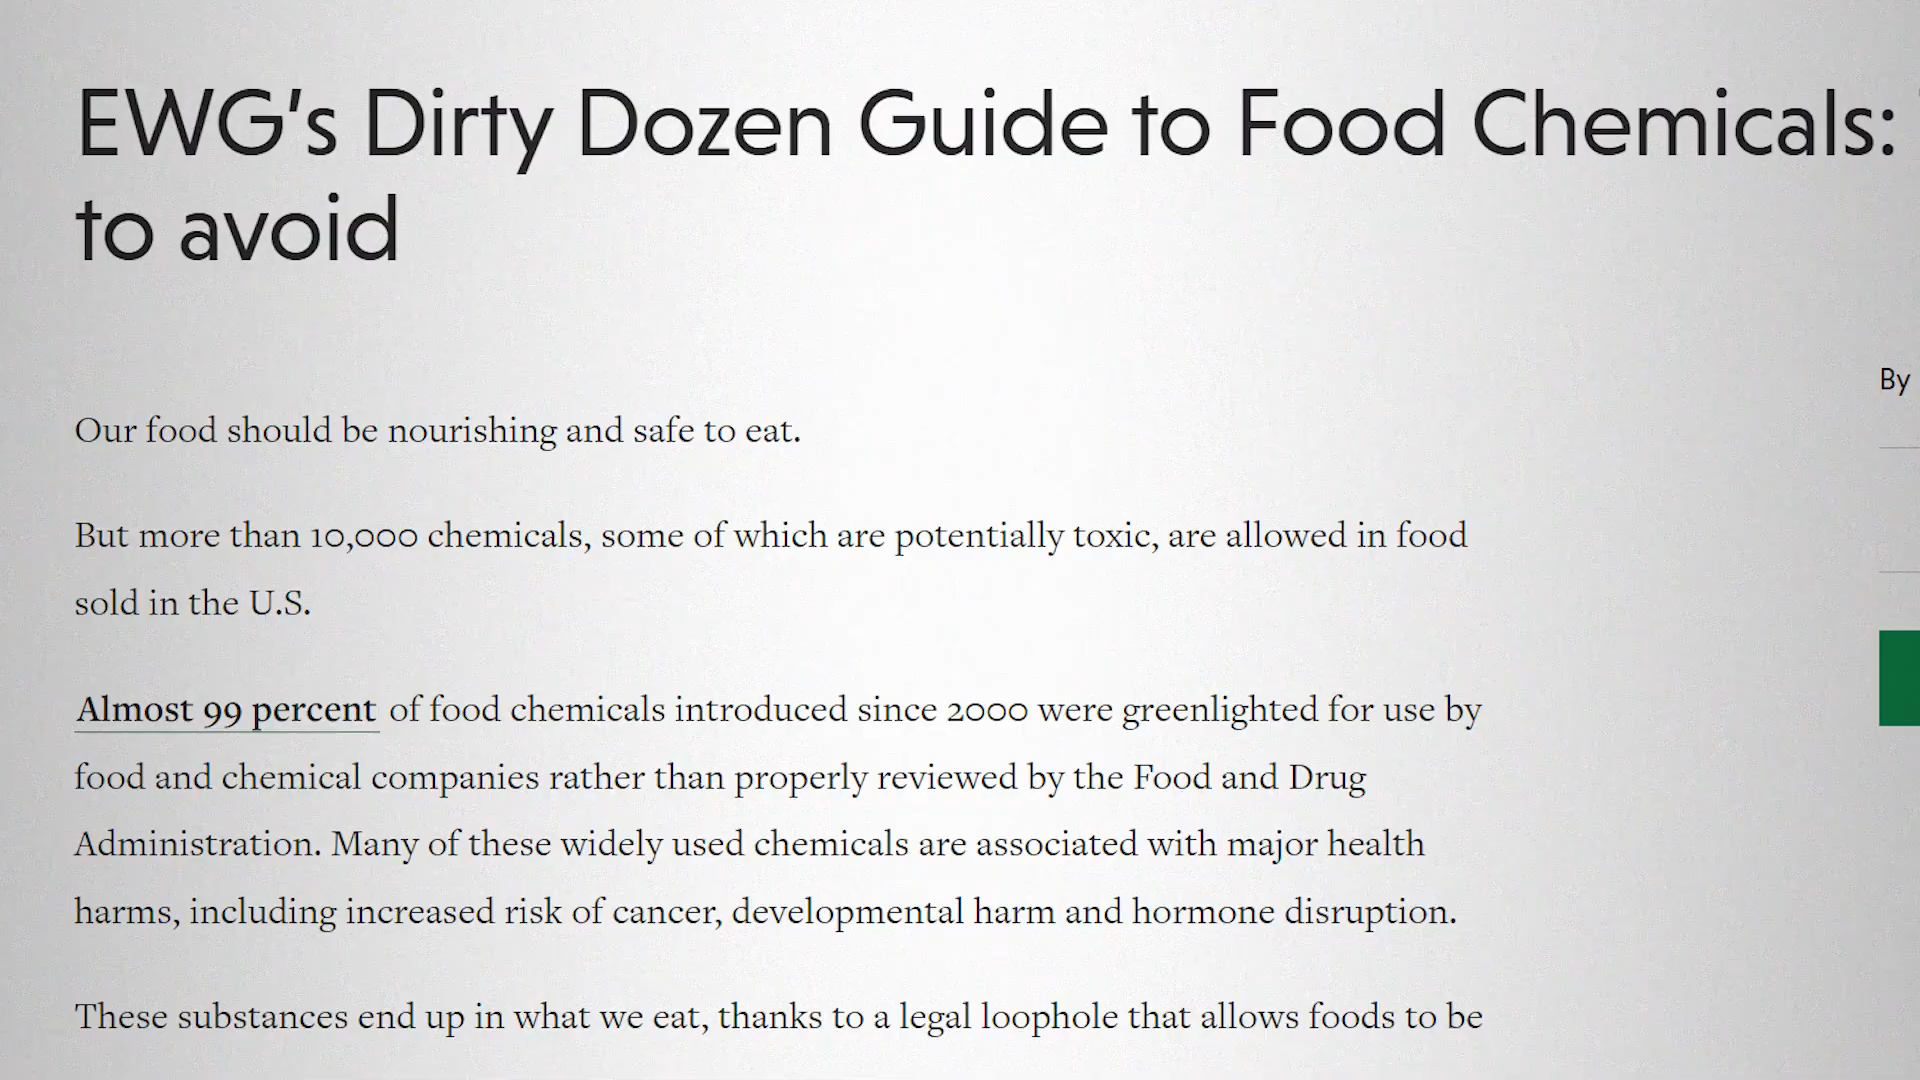 EWG's Dirty Dozen Guide to Food Chemicals:
to avoid
By
Our food should be nourishing and safe to eat.
But more than 10,000 chemicals, some of which are potentially toxic, are allowed in food
sold in the U.S.
Almost 99 percent of food chemicals introduced since 2000 were greenlighted for use by
food and chemical companies rather than properly reviewed by the Food and Drug
Administration. Many of these widely used chemicals are associated with major health
harms, including increased risk of cancer, developmental harm and hormone disruption.
These substances end up in what we eat, thanks to a legal loophole that allows foods to be